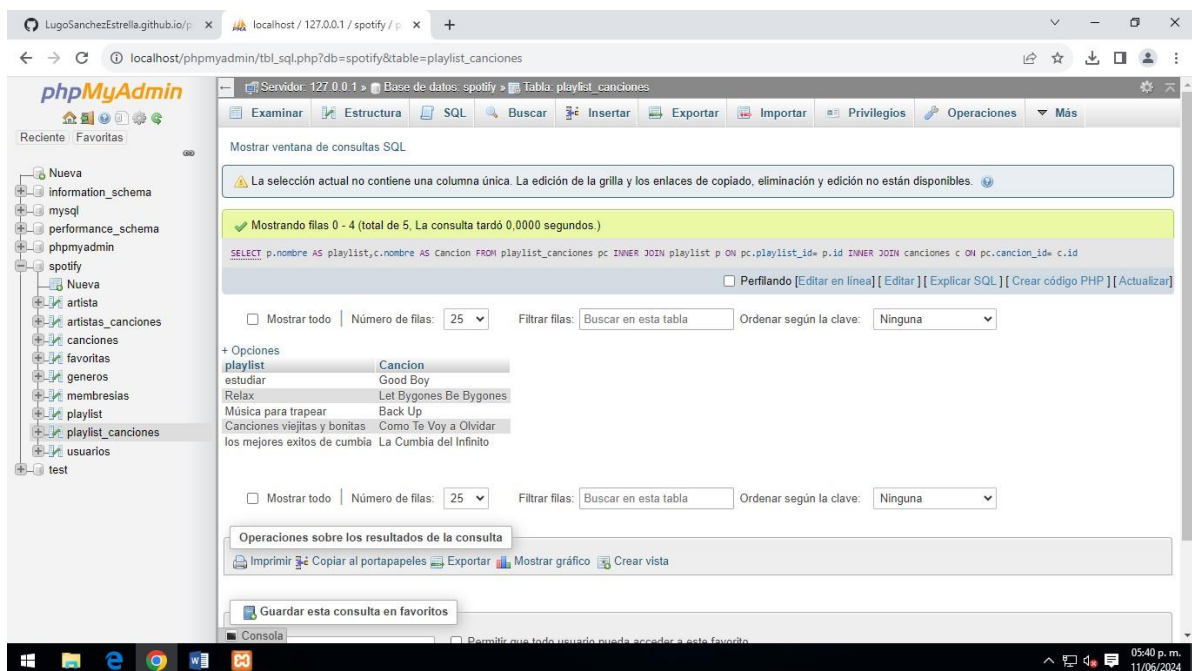 LugoSanchezEstrella.github.io/p
localhost / 127.0.0.1 / spotify / p
localhost/phpmyadmin/tbl_sql.php?db=spotify&table=playlist_canciones
phpMyAdmin
Reciente Favoritas
Nueva
information_schema
mysql
performance_schema
phpmyadmin
spotify
Nueva
artista
artistas_canciones
canciones
favoritas
generos
membresias
playlist
playlist_canciones
usuarios
test
Servidor: 127.0.0.1 » Base de datos: spotify » Tabla: playlist_canciones
Examinar Estructura SQL Buscar Insertar Exportar Importar Privilegios Operaciones Más
Mostrar ventana de consultas SQL
La selección actual no contiene una columna única. La edición de la grilla y los enlaces de copiado, eliminación y edición no están disponibles.
Mostrando filas 0 - 4 (total de 5, La consulta tardó 0,0000 segundos.)
SELECT p.nombre AS playlist,c.nombre AS Cancion FROM playlist_canciones pc INNER JOIN playlist p ON pc.playlist_id= p.id INNER JOIN canciones c ON pc.cancion_id= c.id
Perfilando [Editar en línea] [ Editar ] [ Explicar SQL ] [ Crear código PHP ] [ Actualizar]
Mostrar todo | Número de filas: 25 Filtrar filas: Buscar en esta tabla Ordenar según la clave: Ninguna
+ Opciones
playlist Cancion
estudiar Good Boy
Relax Let Bygones Be Bygones
Música para trapear Back Up
Canciones viejitas y bonitas Como Te Voy a Olvidar
los mejores exitos de cumbia La Cumbia del Infinito
Mostrar todo | Número de filas: 25 Filtrar filas: Buscar en esta tabla Ordenar según la clave: Ninguna
Operaciones sobre los resultados de la consulta
Imprimir Copiar al portapapeles Exportar Mostrar gráfico Crear vista
Guardar esta consulta en favoritos
Consola
Permitir que todo usuario pueda acceder a este favorito
05:40 p. m.
11/06/2024